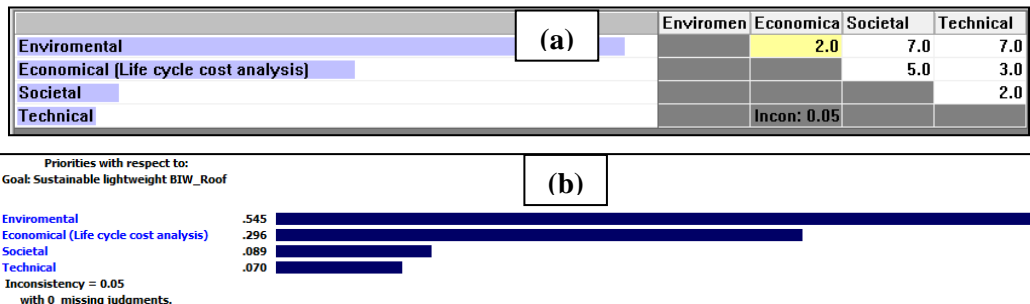 (a)
Enviromen Economica Societal Technical
Enviromental 2.0 7.0 7.0
Economical (Life cycle cost analysis) 5.0 3.0
Societal 2.0
Technical Incon: 0.05
Priorities with respect to:
Goal: Sustainable lightweight BIW_Roof
(b)
Enviromental .545
Economical (Life cycle cost analysis) .296
Societal .089
Technical .070
Inconsistency = 0.05
with 0 missing judgments.